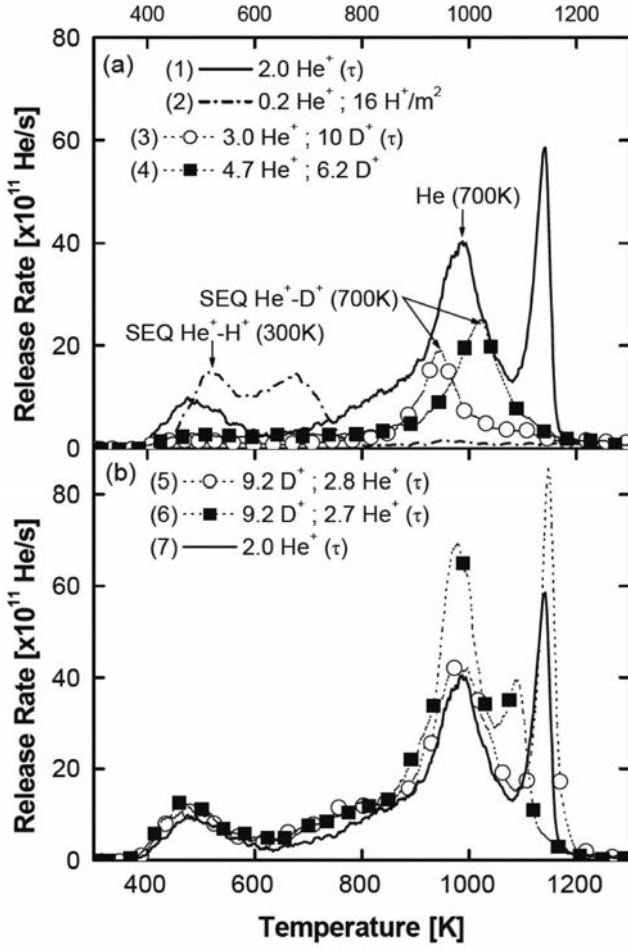 400 600 800 1000 1200
80
(a)
(1) 2.0 He⁺ (τ)
(2) 0.2 He⁺ ; 16 H⁺/m²
(3) 3.0 He⁺ ; 10 D⁺ (τ)
(4) 4.7 He⁺ ; 6.2 D⁺
60
He (700K)
40
SEQ He⁺-D⁺ (700K)
SEQ He⁺-H⁺ (300K)
20
0
Release Rate [x10¹¹ He/s]
(b)
(5) 9.2 D⁺ ; 2.8 He⁺ (τ)
(6) 9.2 D⁺ ; 2.7 He⁺ (τ)
(7) 2.0 He⁺ (τ)
80
60
40
20
0
Release Rate [x10¹¹ He/s]
400 600 800 1000 1200
Temperature [K]